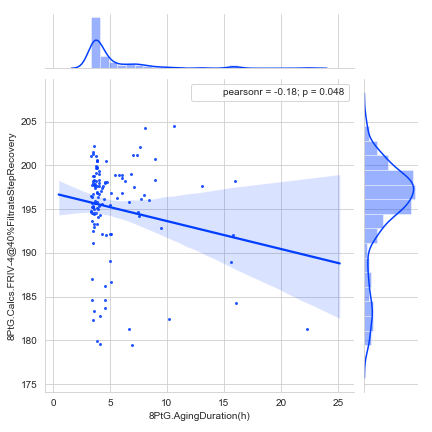 pearsonr = -0.18; p = 0.048
205
200
195
190
185
180
175
0 5 10 15 20 25
8PtG.AgingDuration(h)
8PtG.Calcs.FRIV-4@40%FiltrateStepRecovery